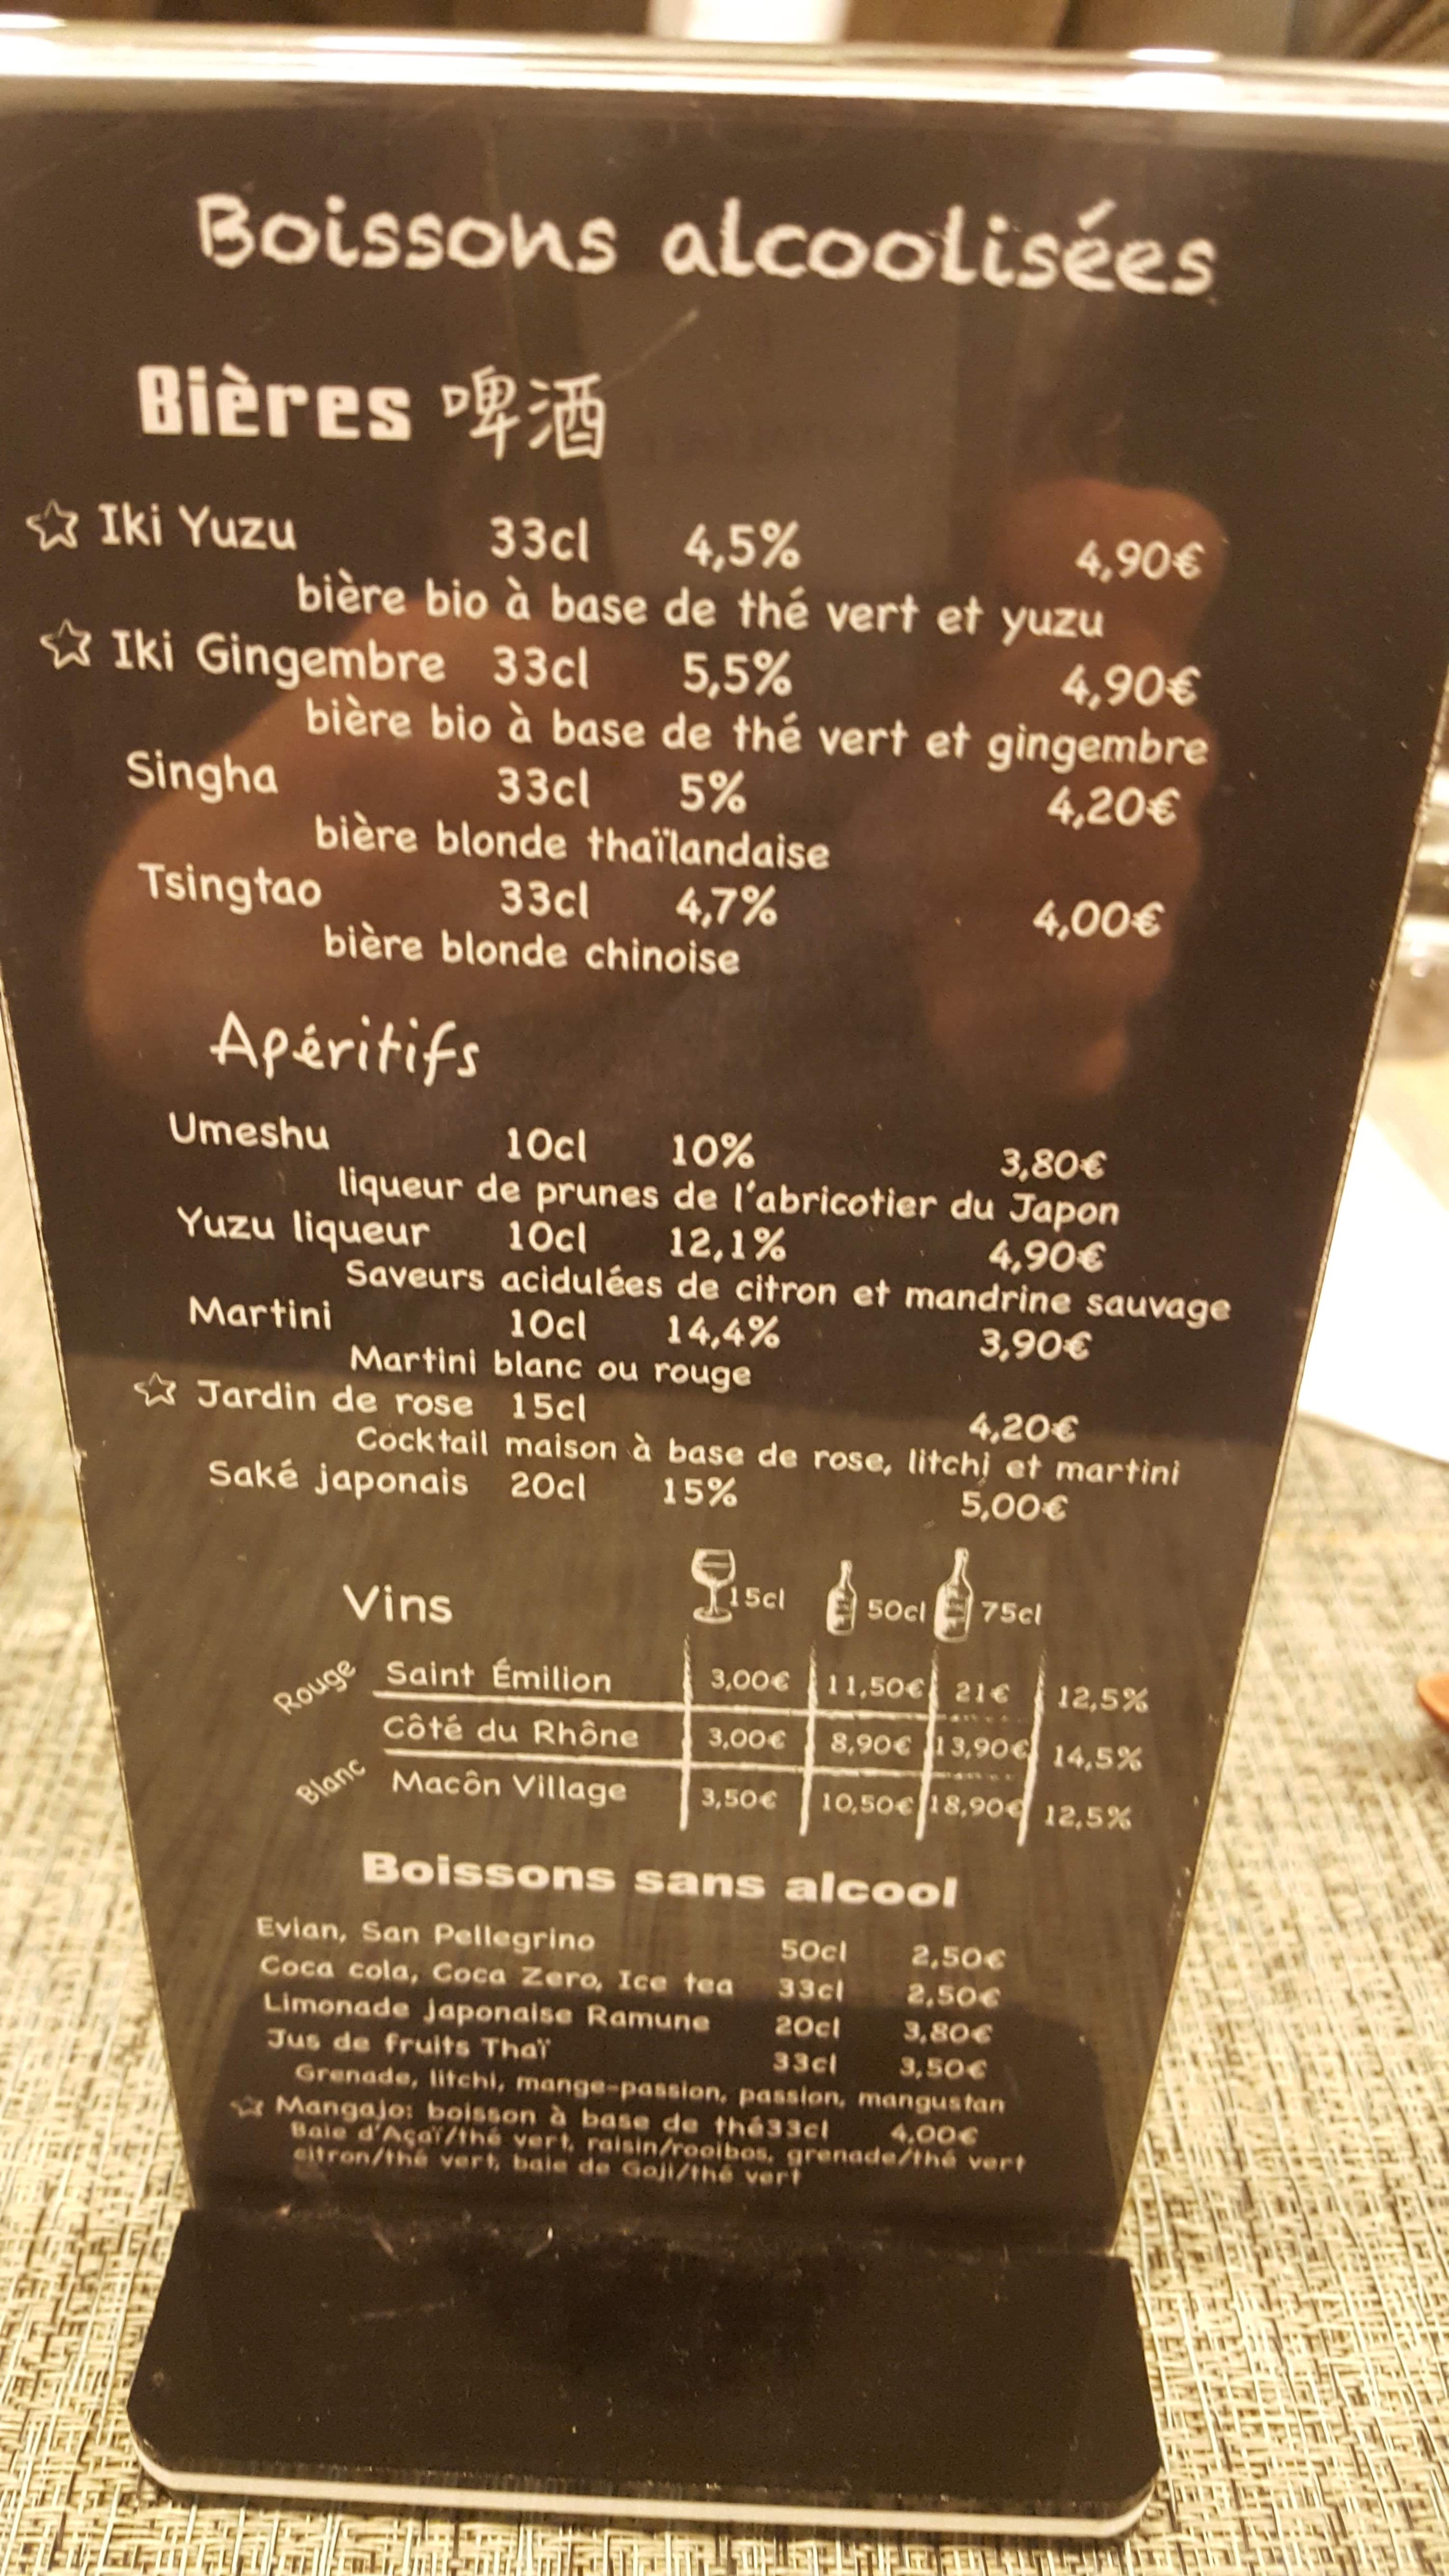 Boissons alcoolisées
Bières 啤酒
☆ Iki Yuzu 33cl 4,5% 4,90€
bière bio à base de thé vert et yuzu
☆ Iki Gingembre 33cl 5,5% 4,90€
bière bio à base de thé vert et gingembre
Singha 33cl 5% 4,20€
bière blonde thaïlandaise
Tsingtao 33cl 4,7% 4,00€
bière blonde chinoise
Apéritifs
Umeshu 10cl 10% 3,80€
liqueur de prunes de l'abricotier du Japon
Yuzu liqueur 10cl 12,1% 4,90€
Saveurs acidulées de citron et mandrine sauvage
Martini 10cl 14,4% 3,90€
Martini blanc ou rouge
☆ Jardin de rose 15cl 4,20€
Cocktail maison à base de rose, litchi et martini
Saké japonais 20cl 15% 5,00€
Vins 15cl 50cl 75cl
Rouge Saint Émilion 3,00€ 11,50€ 21€ 12,5%
Côté du Rhône 3,00€ 8,90€ 13,90€ 14,5%
Blanc Macôn Village 3,50€ 10,50€ 18,90€ 12,5%
Boissons sans alcool
Evian, San Pellegrino 50cl 2,50€
Coca cola, Coca Zero, Ice tea 33cl 2,50€
Limonade japonaise Ramune 20cl 3,80€
Jus de fruits Thaï 33cl 3,50€
Grenade, litchi, mange-passion, passion, mangustan
☆ Mangajo: boisson à base de thé33cl 4,00€
Baie d'Açaï/thé vert, raisin/rooibos, grenade/thé vert
citron/thé vert, baie de Goji/thé vert